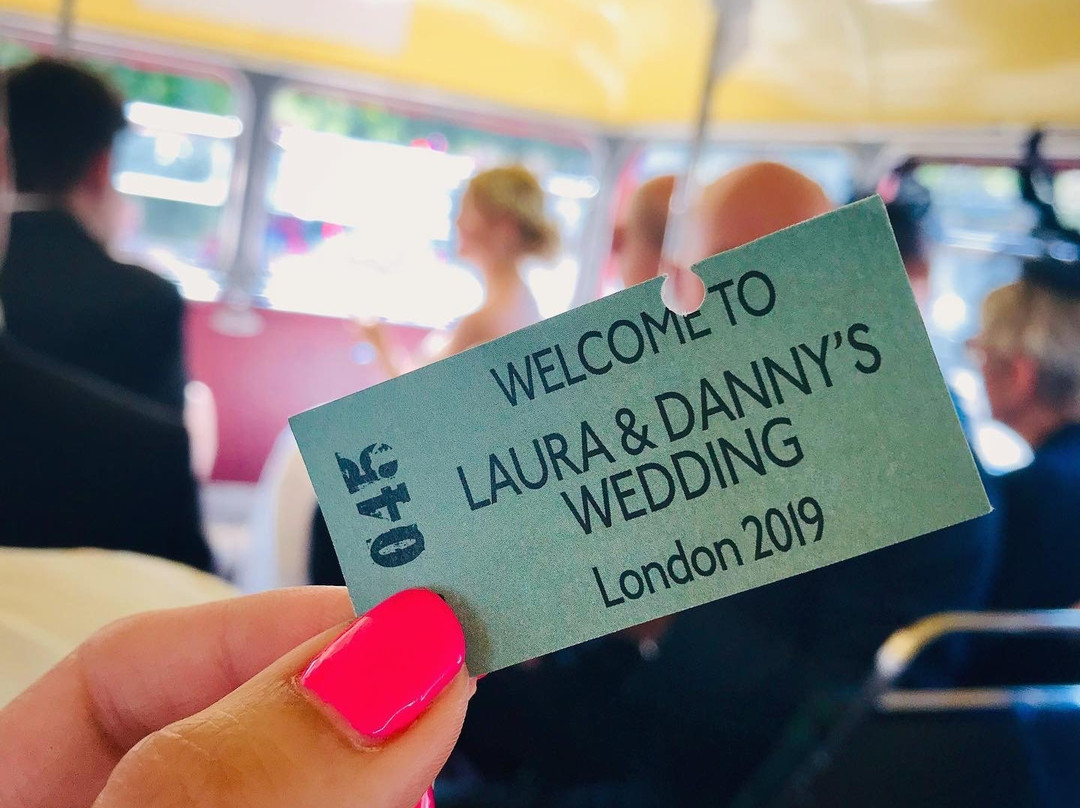 WELCOME TO
LAURA & DANNY'S
WEDDING
London 2019
045